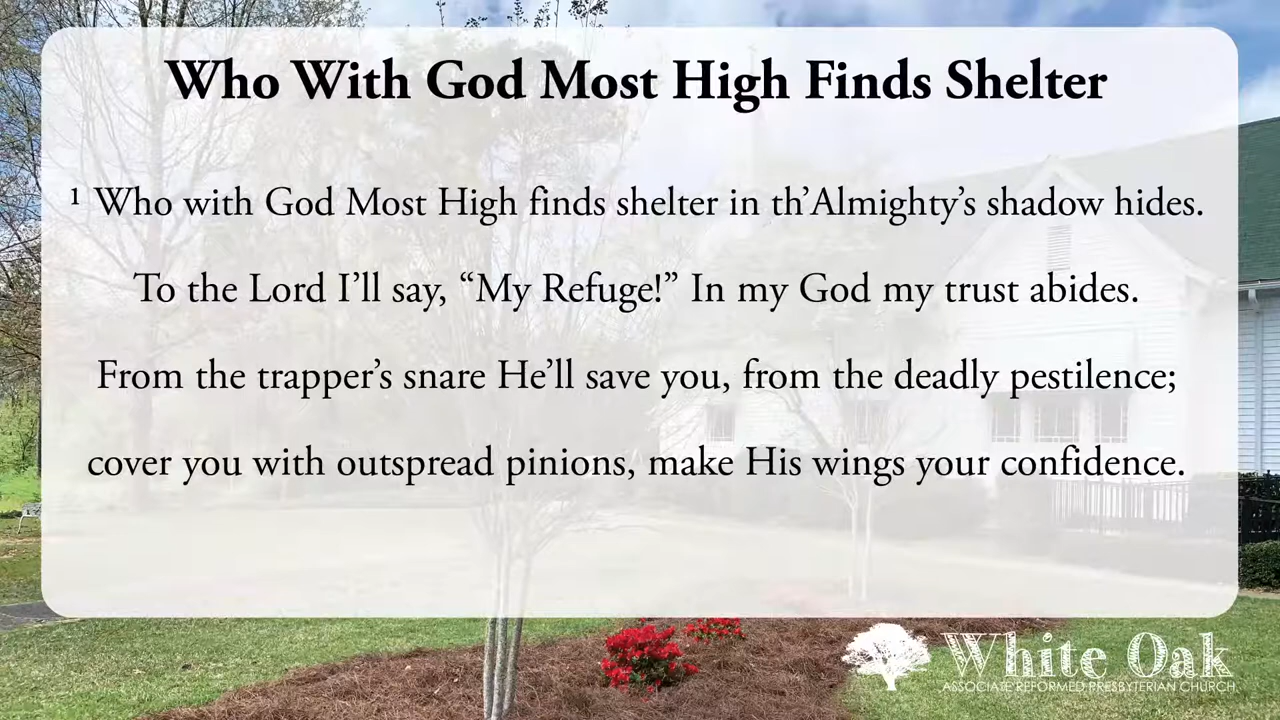 Who With God Most High Finds Shelter
¹ Who with God Most High finds shelter in th’Almighty’s shadow hides.
To the Lord I’ll say, “My Refuge!” In my God my trust abides.
From the trapper’s snare He’ll save you, from the deadly pestilence;
cover you with outspread pinions, make His wings your confidence.
White Oak
ASSOCIATE REFORMED PRESBYTERIAN CHURCH